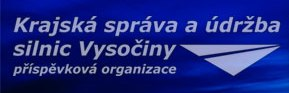 Krajská správa a údržba
silnic Vysočiny
příspěvková organizace